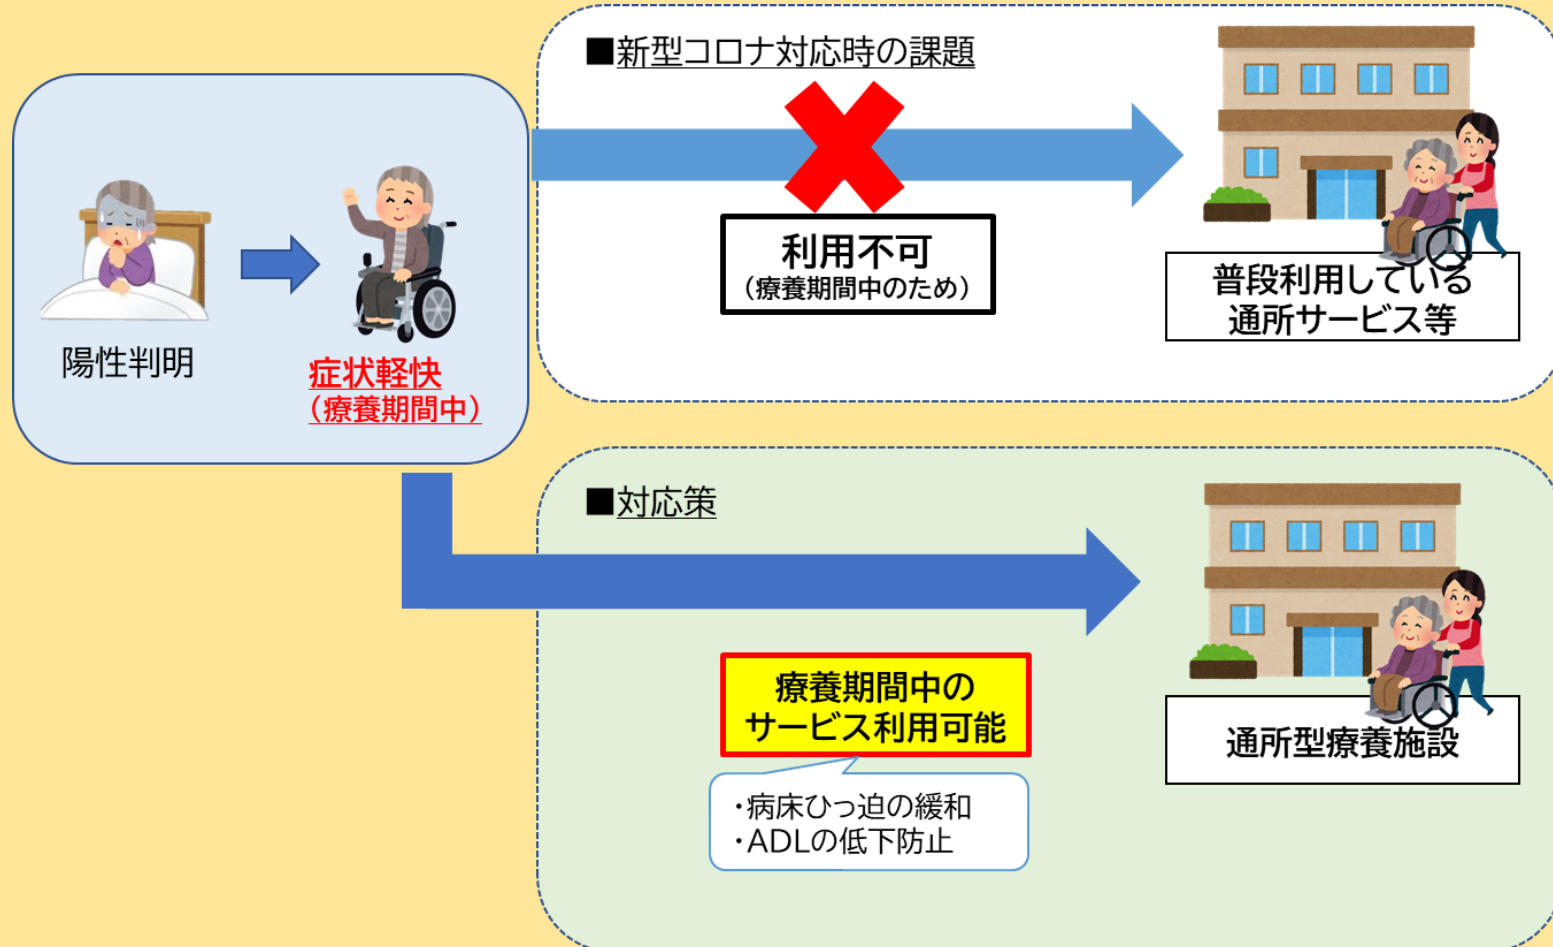 ■新型コロナ対応時の課題
陽性判明
症状軽快
（療養期間中）
利用不可
（療養期間中のため）
普段利用している
通所サービス等
■対応策
療養期間中の
サービス利用可能
・病床ひっ迫の緩和
・ADLの低下防止
通所型療養施設